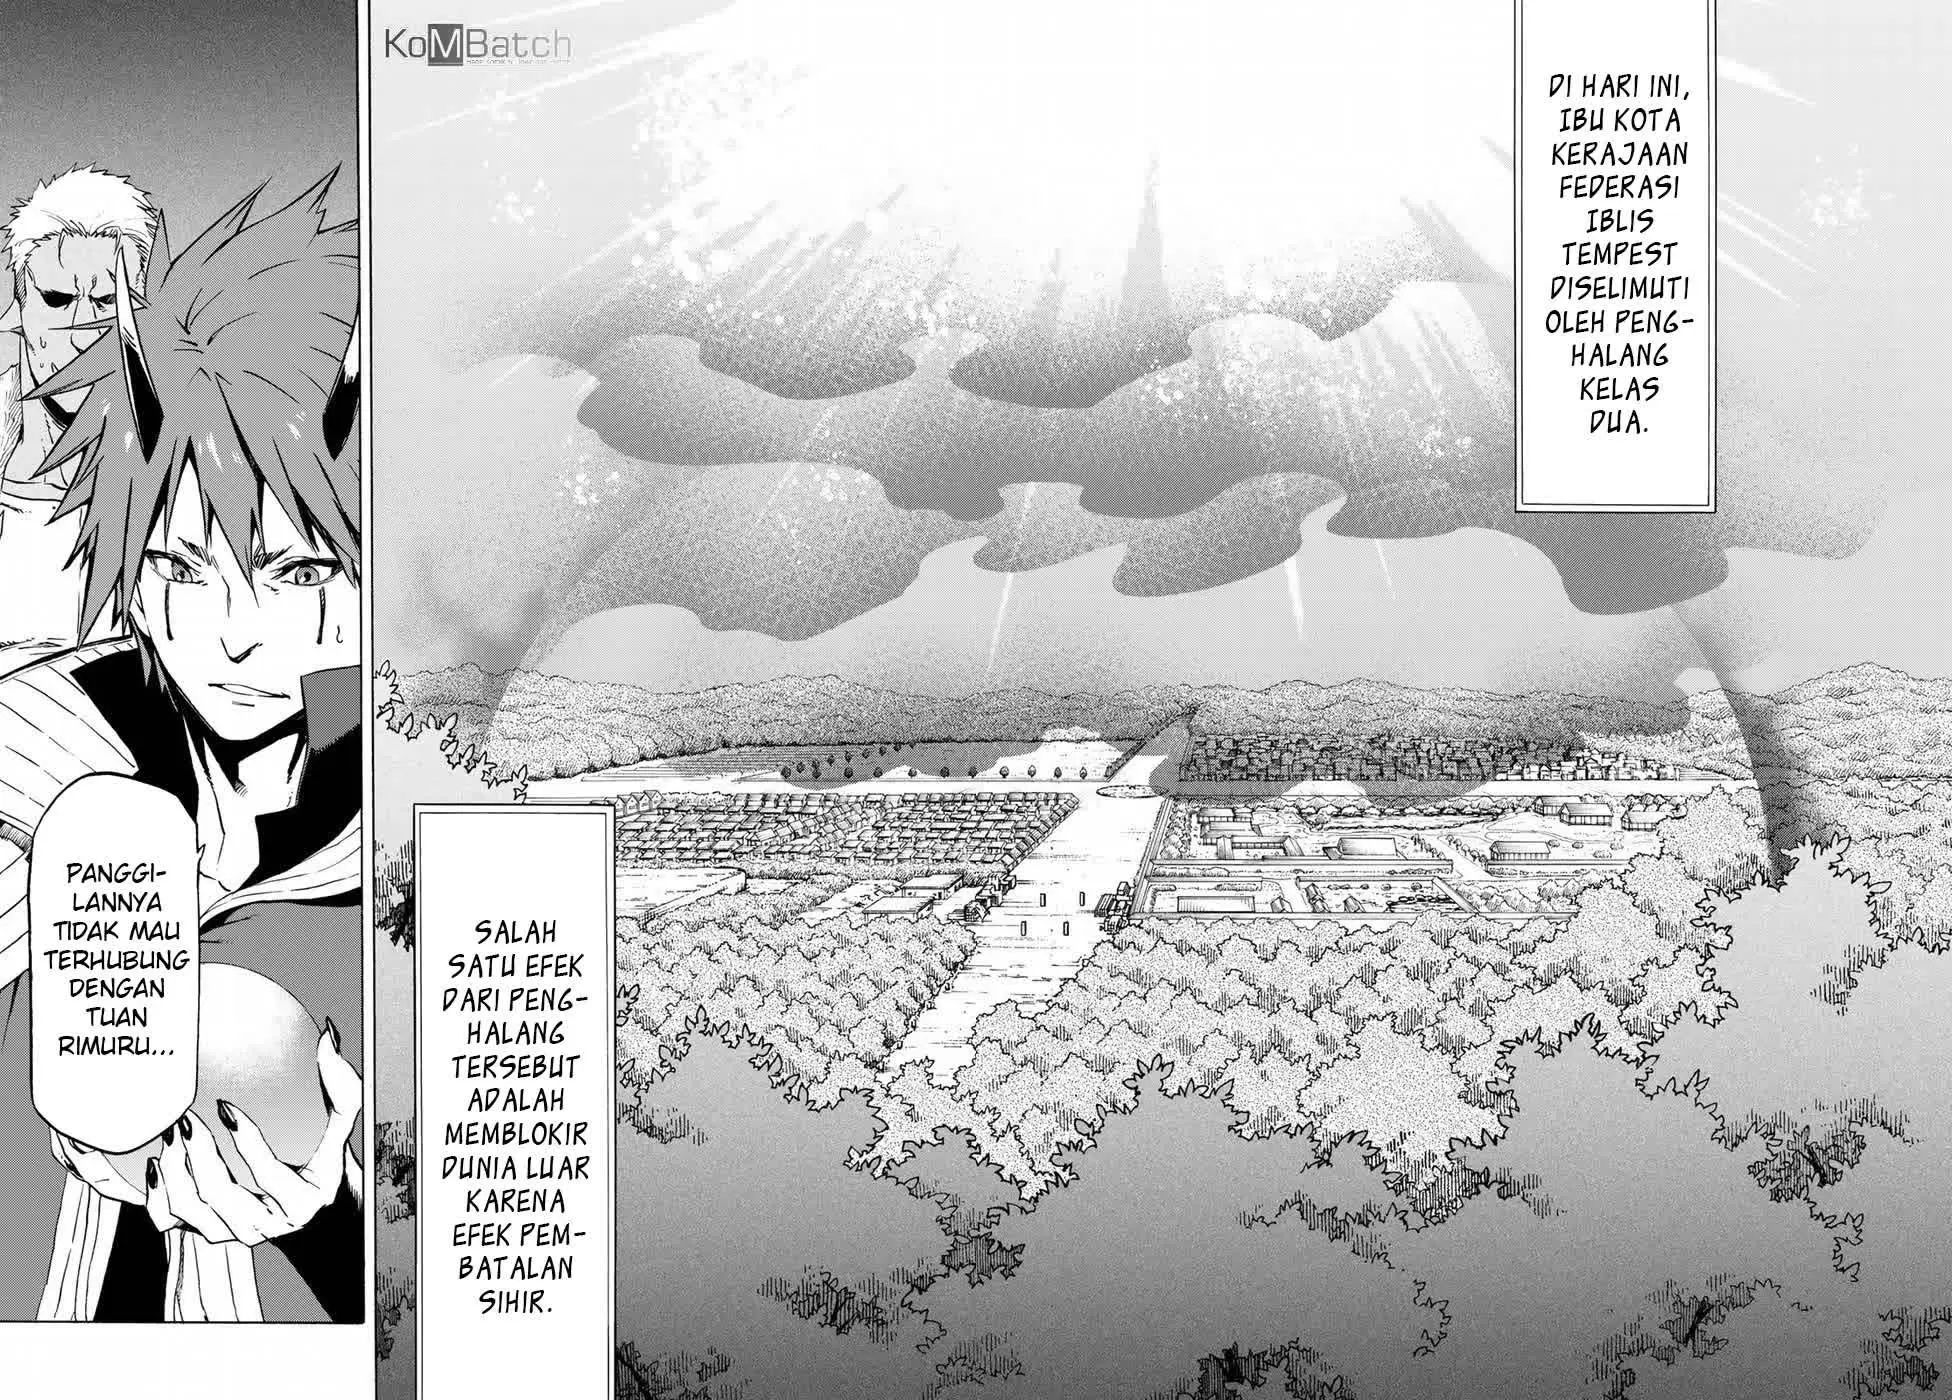 KoMBatch
DI HARI INI,
IBU KOTA
KERAJAAN
FEDERASI
IBLIS
TEMPEST
DISELIMUTI
OLEH PENG-
HALANG
KELAS
DUA.
SALAH
SATU EFEK
DARI PENG-
HALANG
TERSEBUT
ADALAH
MEMBLOKIR
DUNIA LUAR
KARENA
EFEK PEM-
BATALAN
SIHIR.
PANGGI-
LANNYA
TIDAK MAU
TERHUBUNG
DENGAN
TUAN
RIMURU...